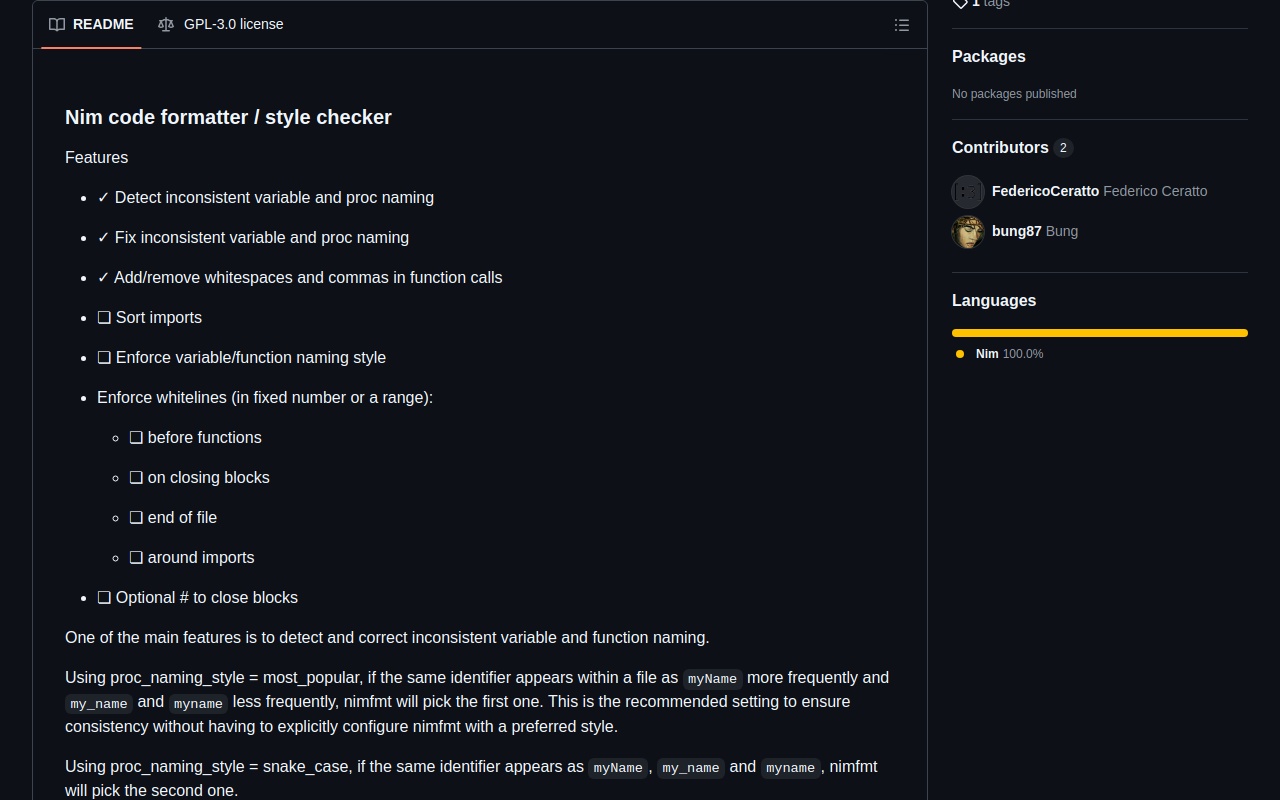 README
GPL-3.0 license
Nim code formatter / style checker
Features
• ✓ Detect inconsistent variable and proc naming
• ✓ Fix inconsistent variable and proc naming
• ✓ Add/remove whitespaces and commas in function calls
• ❏ Sort imports
• ❏ Enforce variable/function naming style
• Enforce whitelines (in fixed number or a range):
◦ ❏ before functions
◦ ❏ on closing blocks
◦ ❏ end of file
◦ ❏ around imports
• ❏ Optional # to close blocks
One of the main features is to detect and correct inconsistent variable and function naming.
Using proc_naming_style = most_popular, if the same identifier appears within a file as myName more frequently and
my_name and myname less frequently, nimfmt will pick the first one. This is the recommended setting to ensure
consistency without having to explicitly configure nimfmt with a preferred style.
Using proc_naming_style = snake_case, if the same identifier appears as myName, my_name and myname, nimfmt
will pick the second one.
1 tags
Packages
No packages published
Contributors 2
FedericoCeratto Federico Ceratto
bung87 Bung
Languages
Nim 100.0%